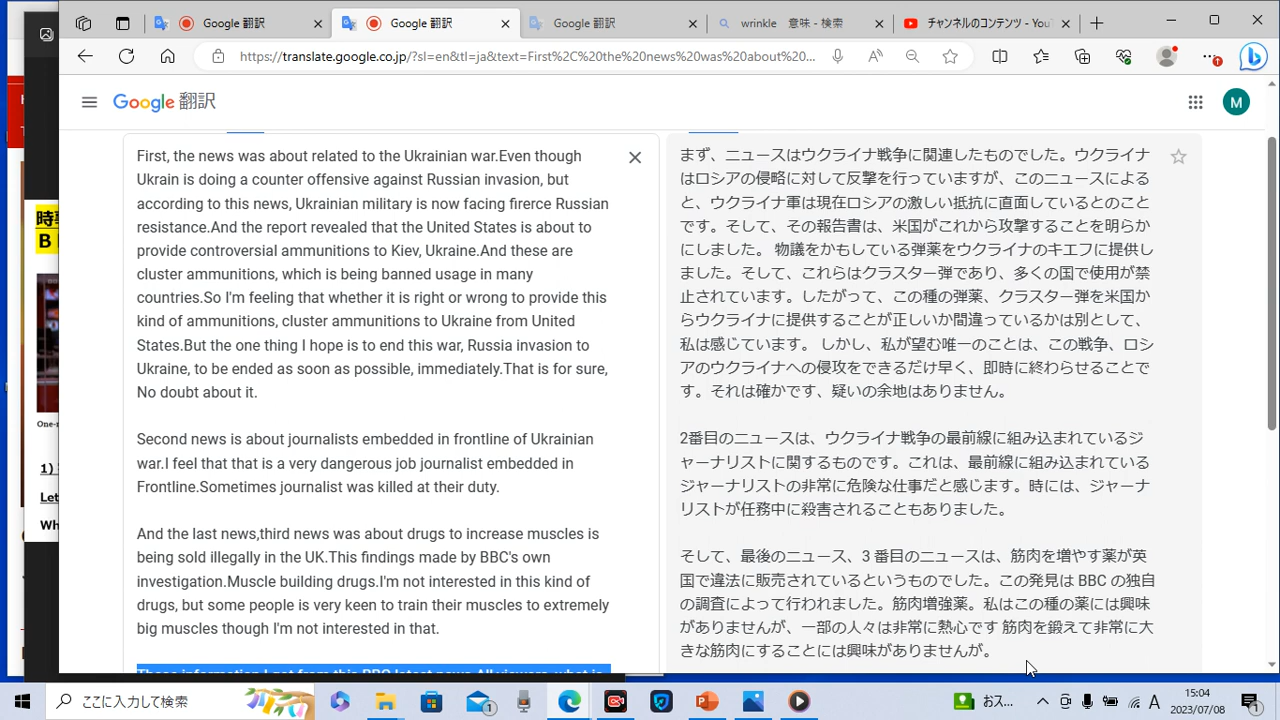 Google 翻訳
Google 翻訳
Google 翻訳
wrinkle 意味 - 検索
チャンネルのコンテンツ - You
https://translate.google.co.jp/?sl=en&tl=ja&text=First%2C%20the%20news%20was%20about%20...
Google 翻訳
M
First, the news was about related to the Ukrainian war.Even though
Ukrain is doing a counter offensive against Russian invasion, but
according to this news, Ukrainian military is now facing firerce Russian
resistance.And the report revealed that the United States is about to
provide controversial ammunitions to Kiev, Ukraine.And these are
cluster ammunitions, which is being banned usage in many
countries.So I'm feeling that whether it is right or wrong to provide this
kind of ammunitions, cluster ammunitions to Ukraine from United
States.But the one thing I hope is to end this war, Russia invasion to
Ukraine, to be ended as soon as possible, immediately.That is for sure,
No doubt about it.
Second news is about journalists embedded in frontline of Ukrainian
war.I feel that that is a very dangerous job journalist embedded in
Frontline.Sometimes journalist was killed at their duty.
And the last news,third news was about drugs to increase muscles is
being sold illegally in the UK.This findings made by BBC's own
investigation.Muscle building drugs.I'm not interested in this kind of
drugs, but some people is very keen to train their muscles to extremely
big muscles though I'm not interested in that.
These information I got from this BBC latest news.All viewers, what is
まず、ニュースはウクライナ戦争に関連したものでした。ウクライナ
はロシアの侵略に対して反撃を行っていますが、このニュースによる
と、ウクライナ軍は現在ロシアの激しい抵抗に直面しているとのこと
です。そして、その報告書は、米国がこれから攻撃することを明らか
にしました。 物議をかもしている弾薬をウクライナのキエフに提供し
ました。そして、これらはクラスター弾であり、多くの国で使用が禁
止されています。したがって、この種の弾薬、クラスター弾を米国か
らウクライナに提供することが正しいか間違っているかは別として、
私は感じています。 しかし、私が望む唯一のことは、この戦争、ロシ
アのウクライナへの侵攻をできるだけ早く、即時に終わらせることで
す。それは確かです、疑いの余地はありません。
2番目のニュースは、ウクライナ戦争の最前線に組み込まれているジ
ャーナリストに関するものです。これは、最前線に組み込まれている
ジャーナリストの非常に危険な仕事だと感じます。時には、ジャーナ
リストが任務中に殺害されることもありました。
そして、最後のニュース、3 番目のニュースは、筋肉を増やす薬が英
国で違法に販売されているというものでした。この発見は BBC の独自
の調査によって行われました。筋肉増強薬。私はこの種の薬には興味
がありませんが、一部の人々は非常に熱心です 筋肉を鍛えて非常に大
きな筋肉にすることには興味がありませんが。
時
B
One-
1)
Let
Wh
ここに入力して検索
お久...
A
15:04
2023/07/08